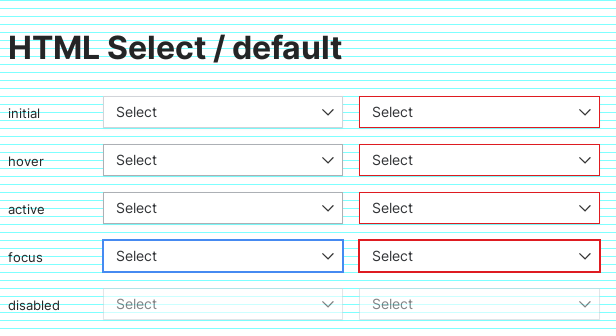 HTML Select / default
initial Select Select
hover Select Select
active Select Select
focus Select Select
disabled Select Select